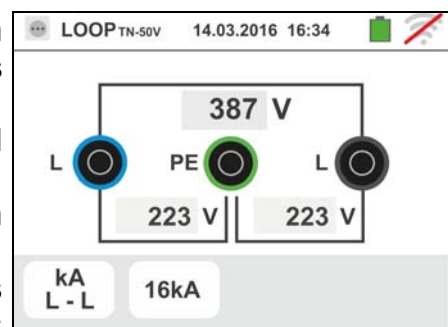 LOOP TN-50V 14.03.2016 16:34
387 V
L PE L
223 V 223 V
kA
L - L
16kA